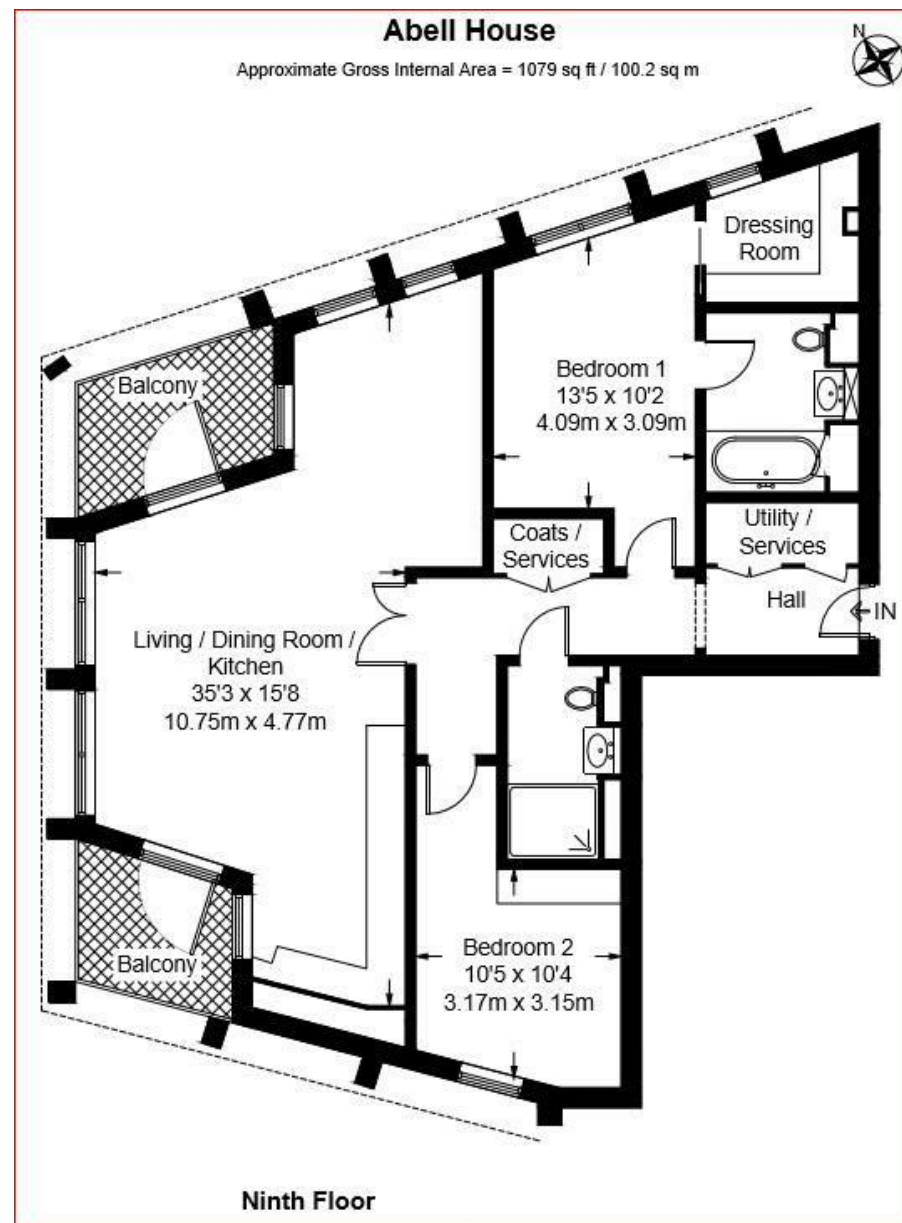 Abell House
Approximate Gross Internal Area = 1079 sq ft / 100.2 sq m
N
Dressing
Room
Balcony
Bedroom 1
13'5 x 10'2
4.09m x 3.09m
Coats /
Services
Utility /
Services
Hall
IN
Living / Dining Room /
Kitchen
35'3 x 15'8
10.75m x 4.77m
Balcony
Bedroom 2
10'5 x 10'4
3.17m x 3.15m
Ninth Floor